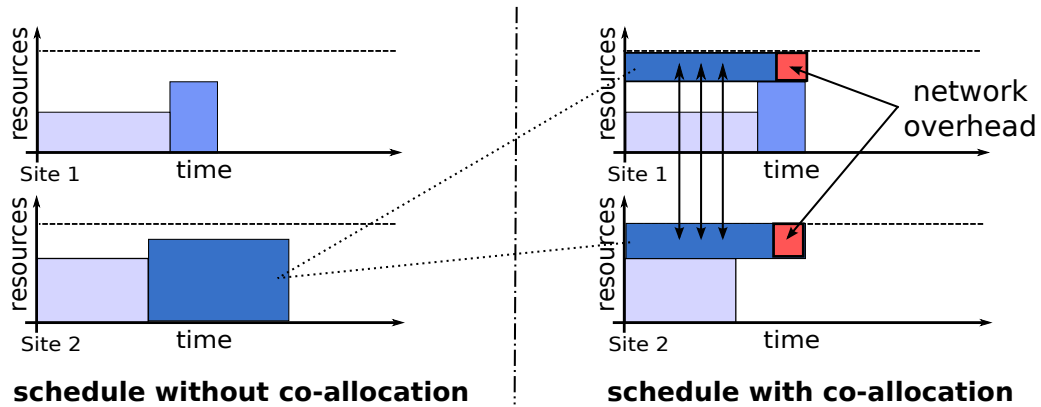 resources
Site 1
time
resources
Site 2
time
schedule without co-allocation
resources
Site 1
time
network
overhead
resources
Site 2
time
schedule with co-allocation